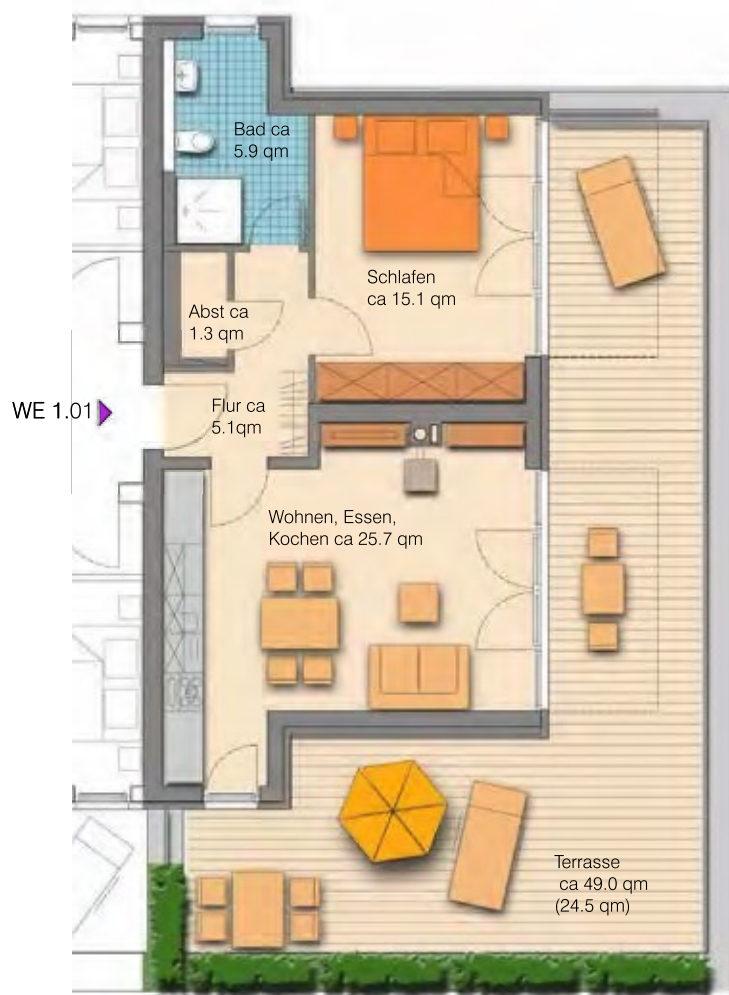 Bad ca
5.9 qm
Schlafen
ca 15.1 qm
Abst ca
1.3 qm
WE 1.01
Flur ca
5.1qm
Wohnen, Essen,
Kochen ca 25.7 qm
Terrasse
ca 49.0 qm
(24.5 qm)